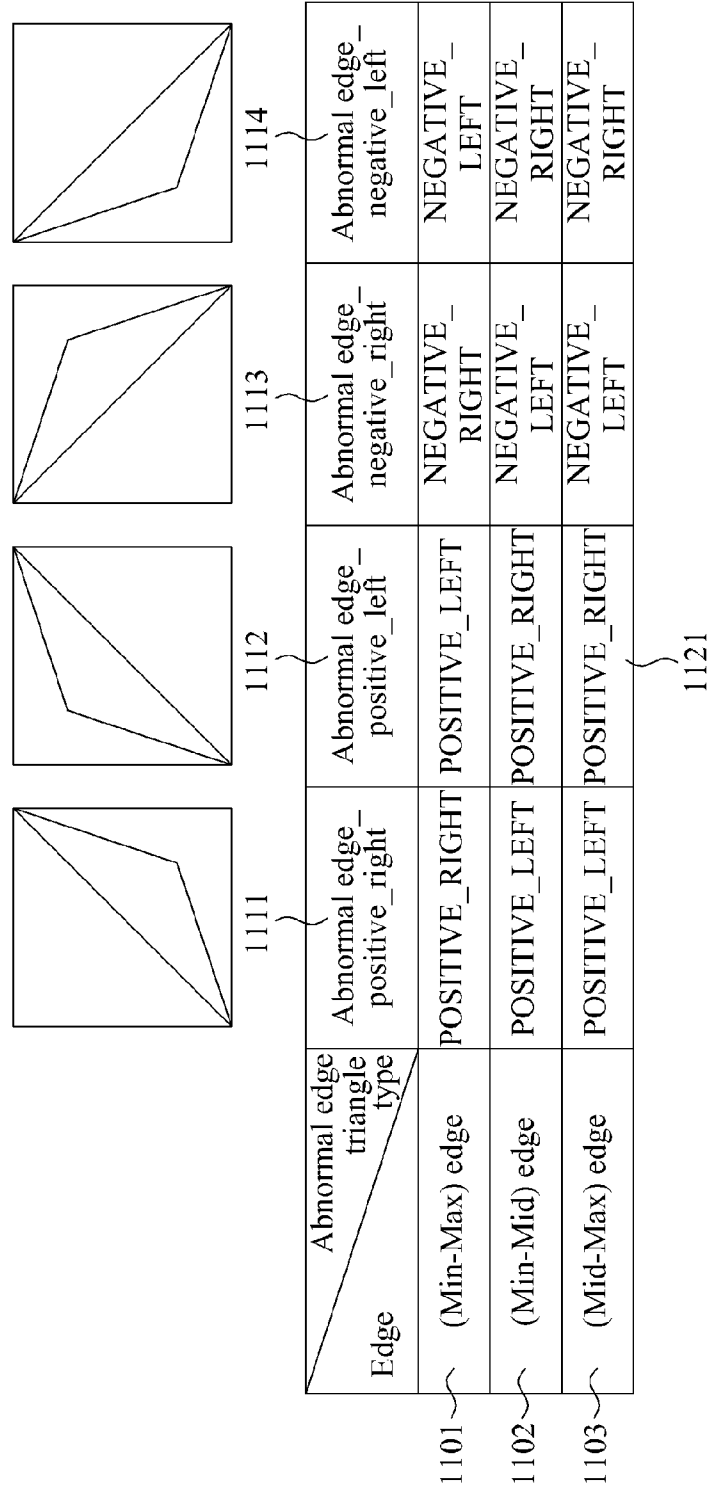 1111
1112
1113
1114
Abnormal edge
triangle
type
Edge
Abnormal edge_
positive_right
Abnormal edge_
positive_left
Abnormal edge_
negative_right
Abnormal edge_
negative_left
1101
(Min-Max) edge
POSITIVE_RIGHT
POSITIVE_LEFT
NEGATIVE_
RIGHT
NEGATIVE_
LEFT
1102
(Min-Mid) edge
POSITIVE_LEFT
POSITIVE_RIGHT
NEGATIVE_
LEFT
NEGATIVE_
RIGHT
1103
(Mid-Max) edge
POSITIVE_LEFT
POSITIVE_RIGHT
NEGATIVE_
LEFT
NEGATIVE_
RIGHT
1121